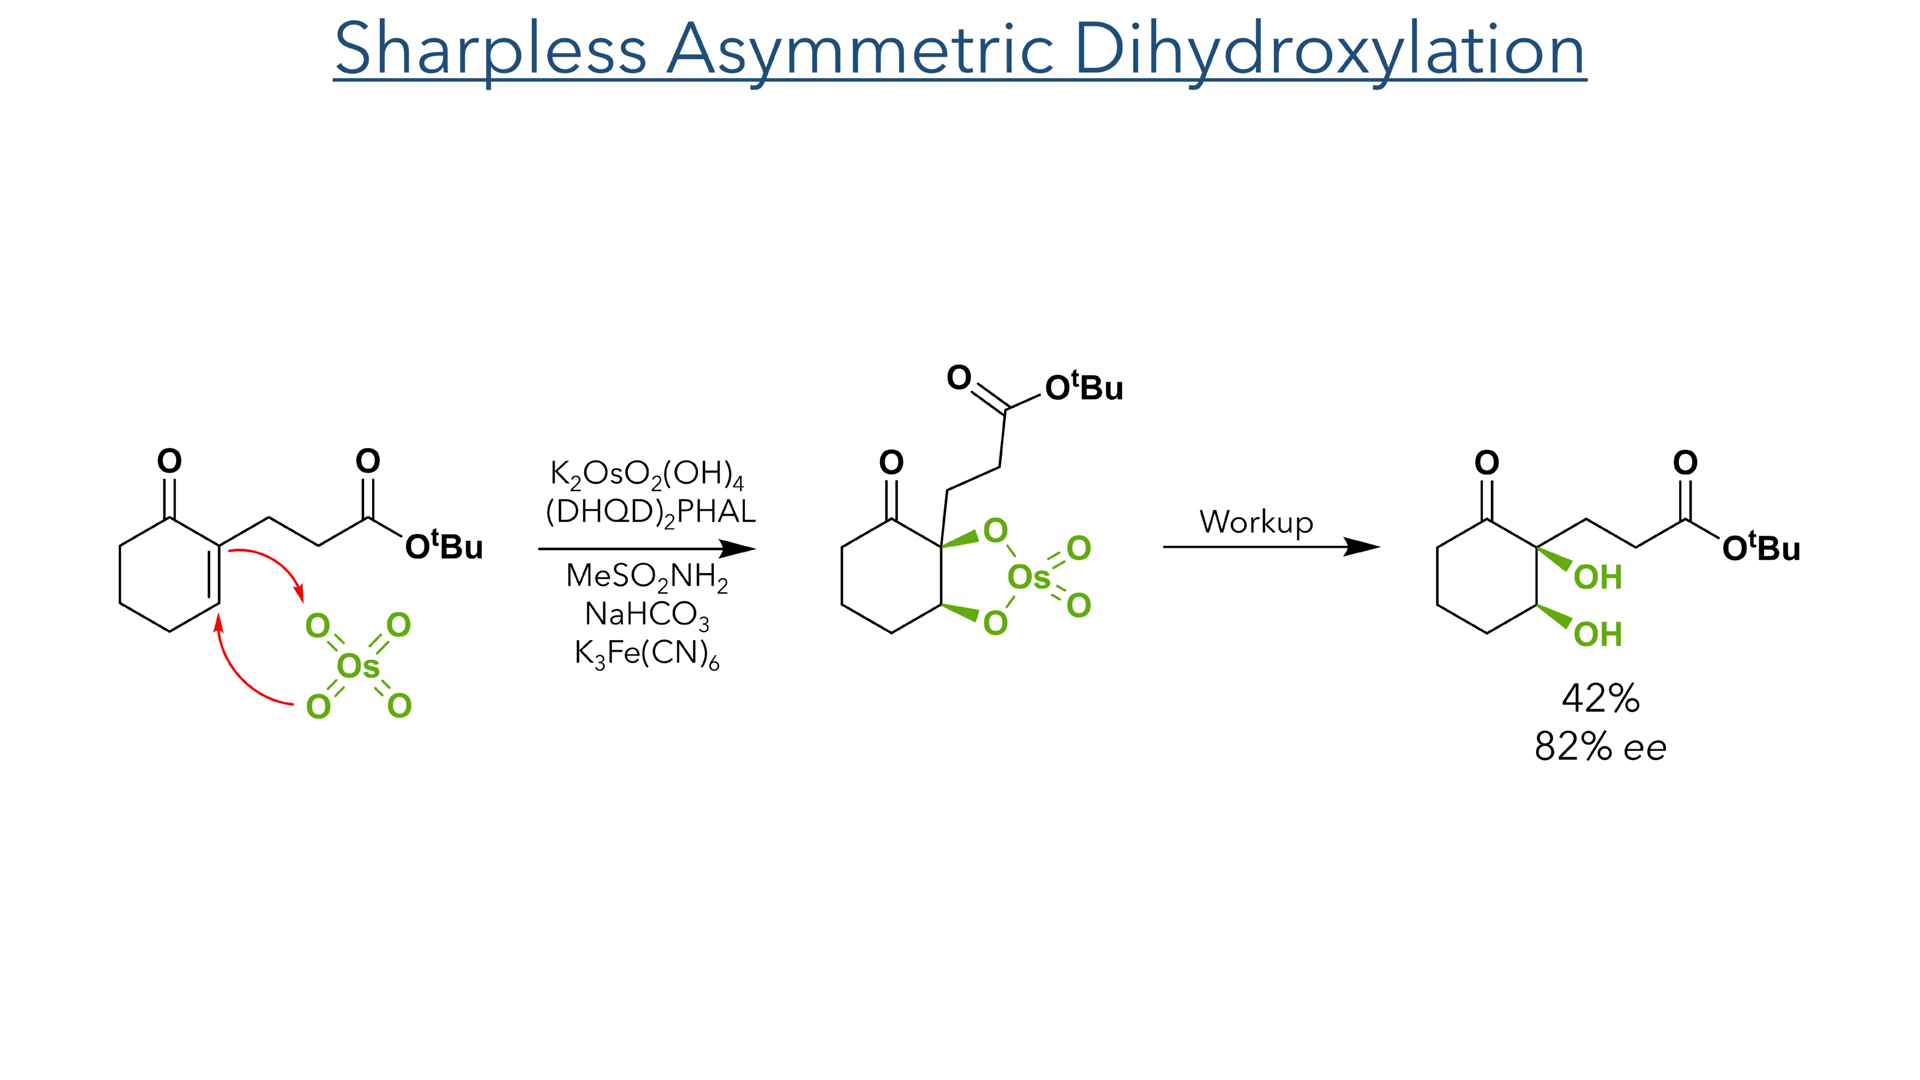 Sharpless Asymmetric Dihydroxylation
O
O
OᵗBu
O
O
Os
O
O
K₂OsO₂(OH)₄
(DHQD)₂PHAL
MeSO₂NH₂
NaHCO₃
K₃Fe(CN)₆
O
OᵗBu
O
O
O
Os
O
O
Workup
O
O
OᵗBu
OH
OH
42%
82% ee